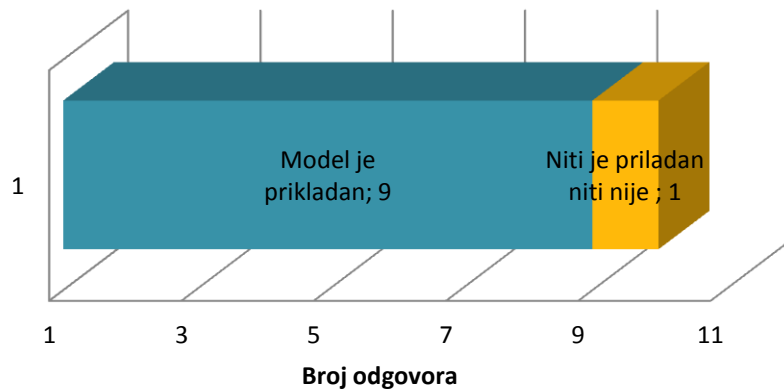 Model je
prikladan; 9
Niti je priladan
niti nije ; 1
1
1 3 5 7 9 11
Broj odgovora